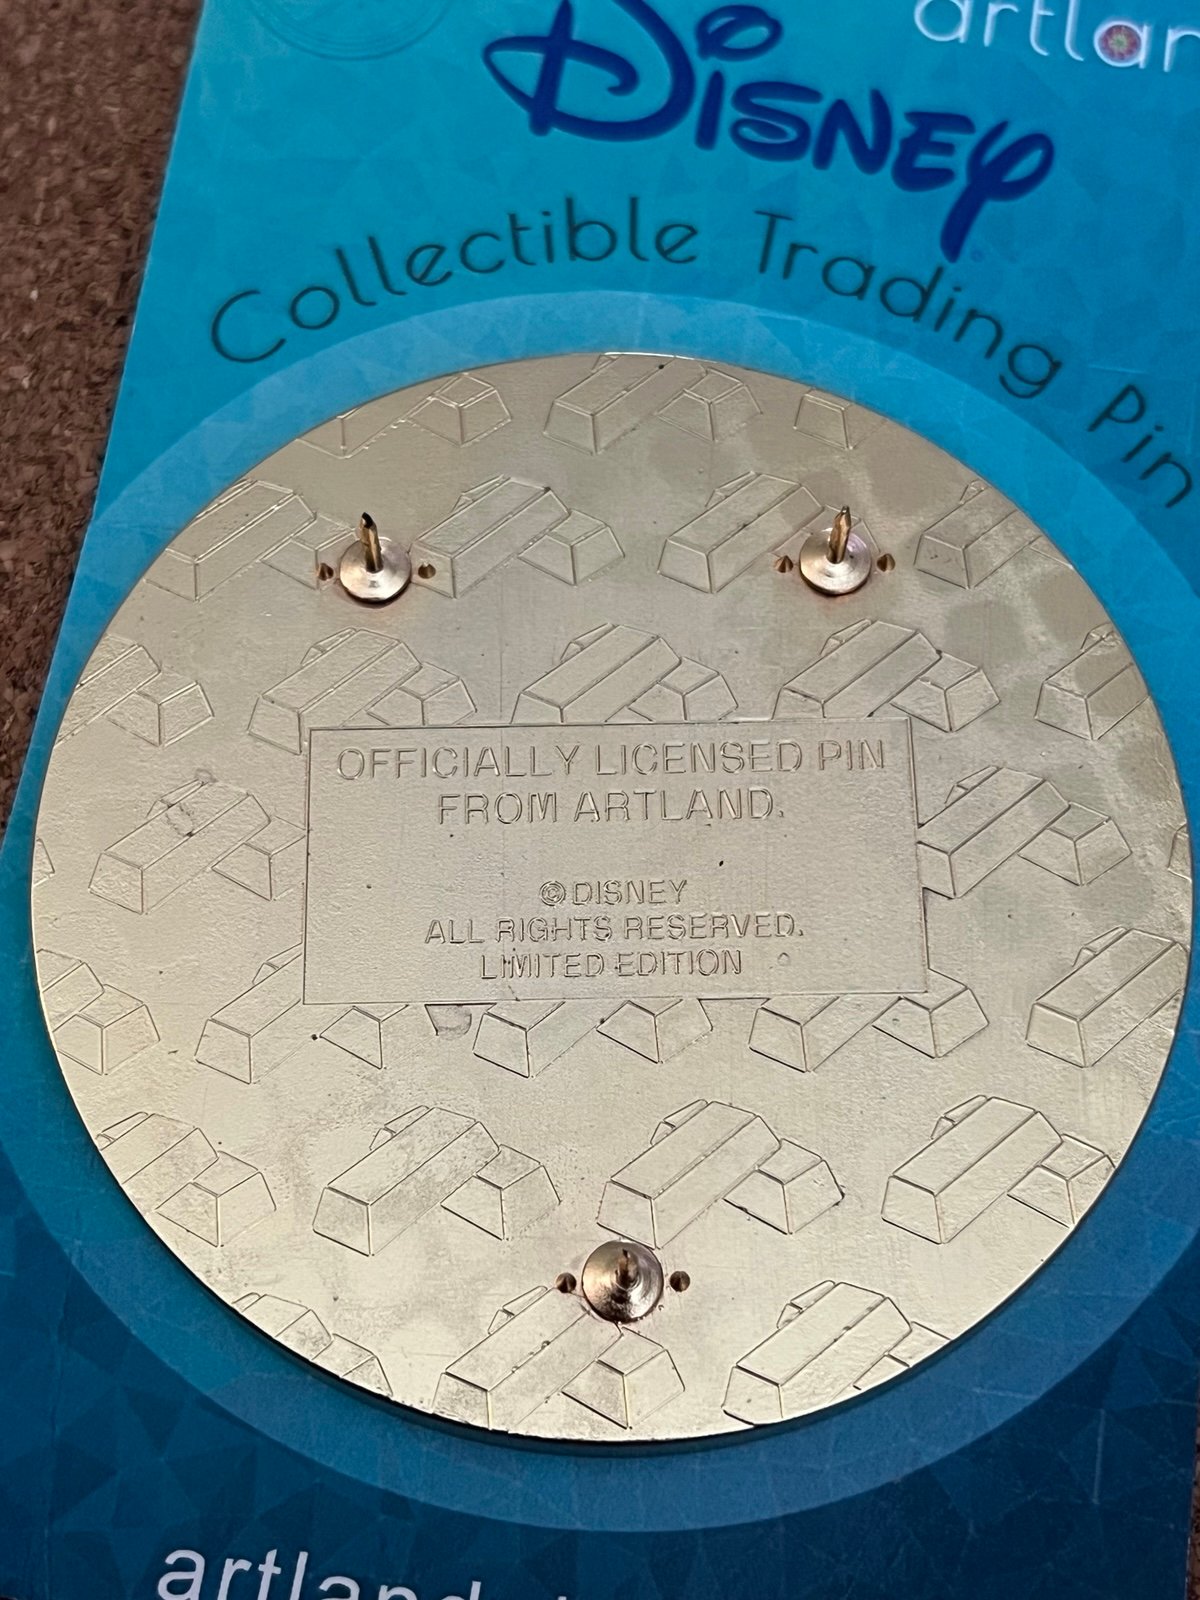 artlan
DISNEY
Collectible Trading Pin
OFFICIALLY LICENSED PIN
FROM ARTLAND.
©DISNEY
ALL RIGHTS RESERVED.
LIMITED EDITION
artland